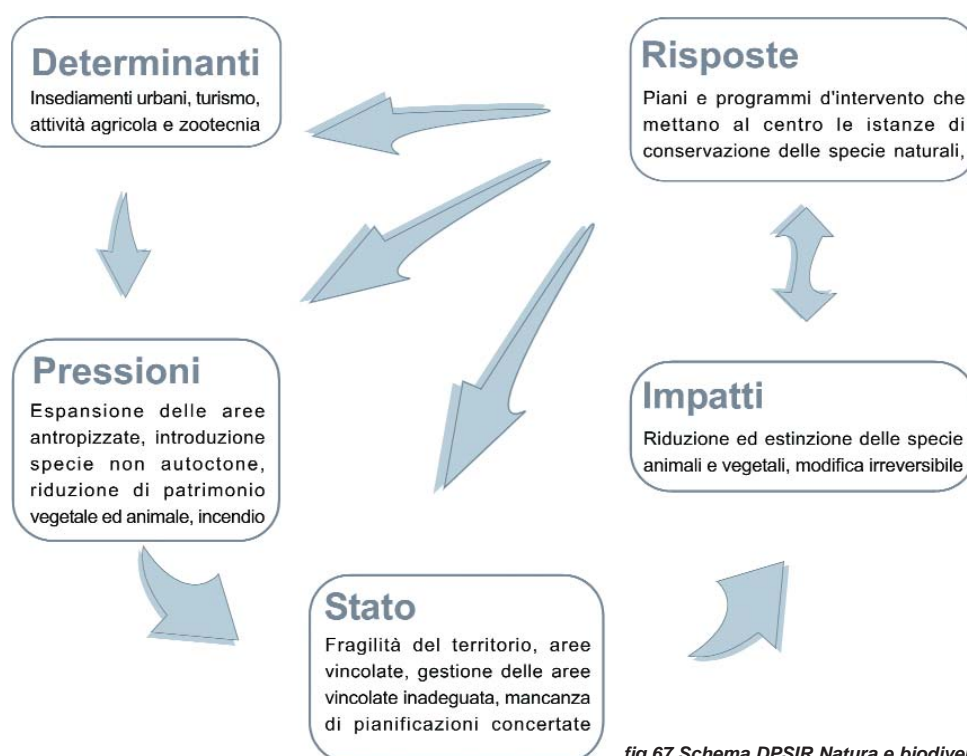 Determinanti
Insediamenti urbani, turismo,
attività agricola e zootecnia
Risposte
Piani e programmi d'intervento che
mettano al centro le istanze di
conservazione delle specie naturali,
Pressioni
Espansione delle aree
antropizzate, introduzione
specie non autoctone,
riduzione di patrimonio
vegetale ed animale, incendio
Impatti
Riduzione ed estinzione delle specie
animali e vegetali, modifica irreversibile
Stato
Fragilità del territorio, aree
vincolate, gestione delle aree
vincolate inadeguata, mancanza
di pianificazioni concertate
fig.67 Schema DPSIR Natura e